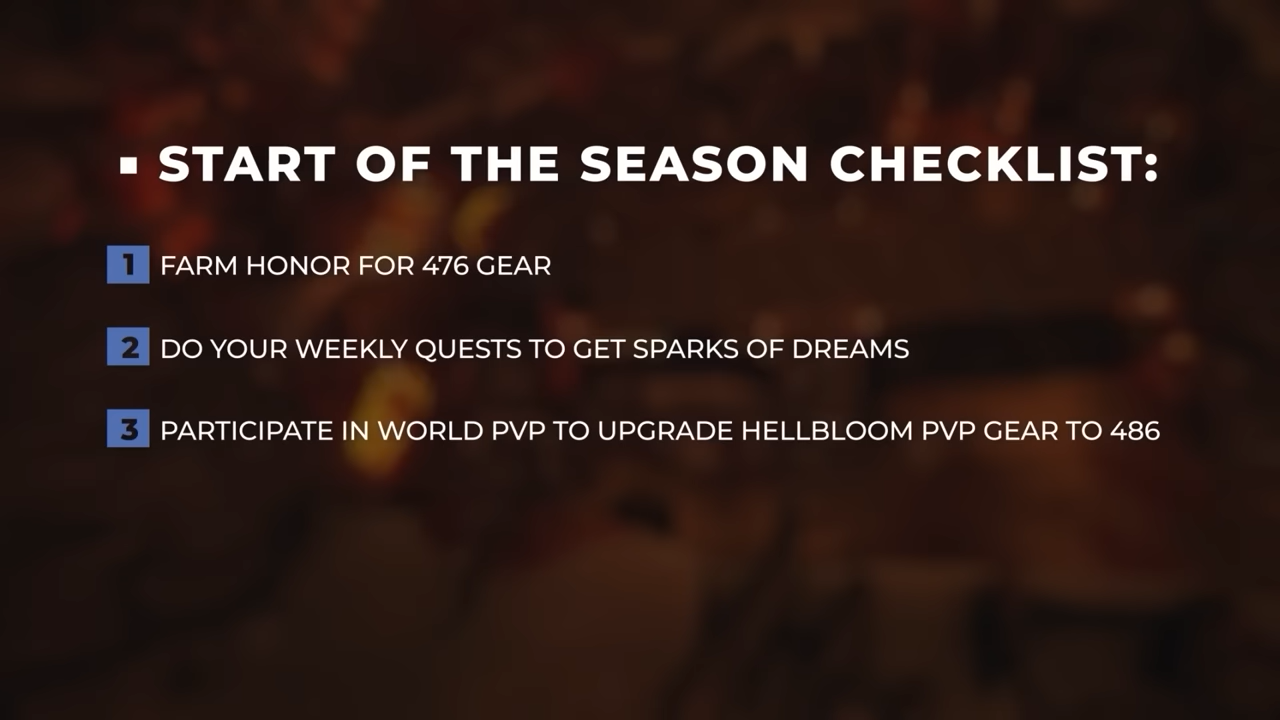 ▪ START OF THE SEASON CHECKLIST:
1 FARM HONOR FOR 476 GEAR
2 DO YOUR WEEKLY QUESTS TO GET SPARKS OF DREAMS
3 PARTICIPATE IN WORLD PVP TO UPGRADE HELLBLOOM PVP GEAR TO 486